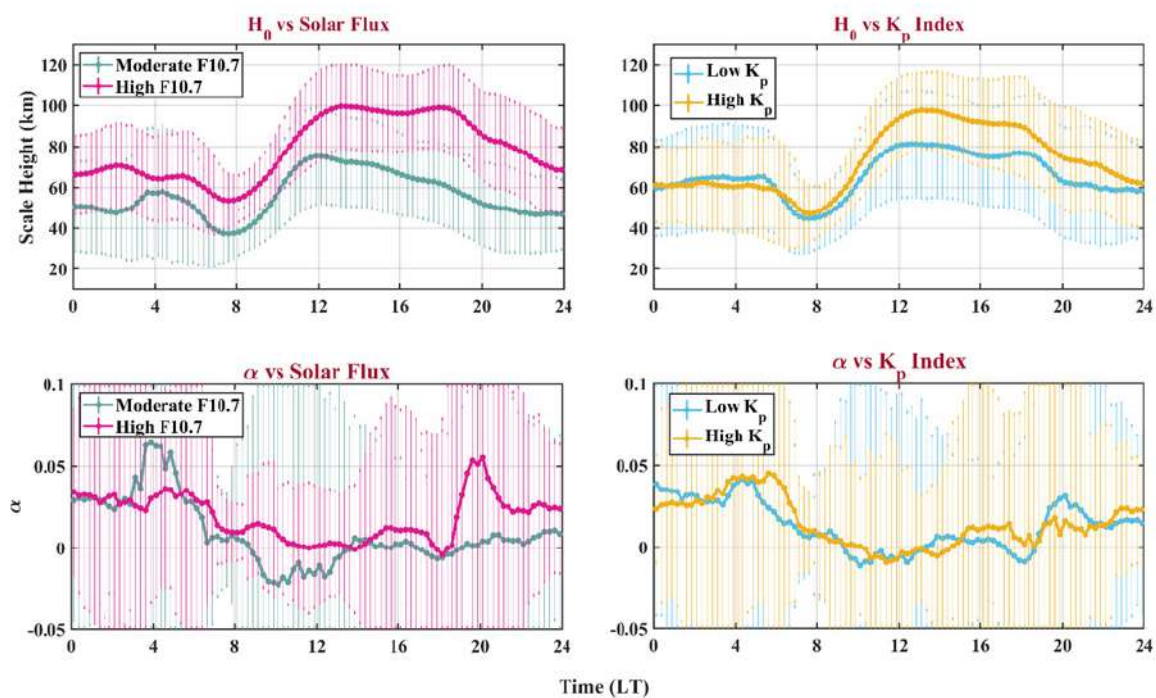 H₀ vs Solar Flux
Moderate F10.7
High F10.7
Scale Height (km)
120
100
80
60
40
20
0 4 8 12 16 20 24
H₀ vs Kₚ Index
Low Kₚ
High Kₚ
120
100
80
60
40
20
0 4 8 12 16 20 24
α vs Solar Flux
Moderate F10.7
High F10.7
α
0.1
0.05
0
-0.05
0 4 8 12 16 20 24
α vs Kₚ Index
Low Kₚ
High Kₚ
0.1
0.05
0
-0.05
0 4 8 12 16 20 24
Time (LT)